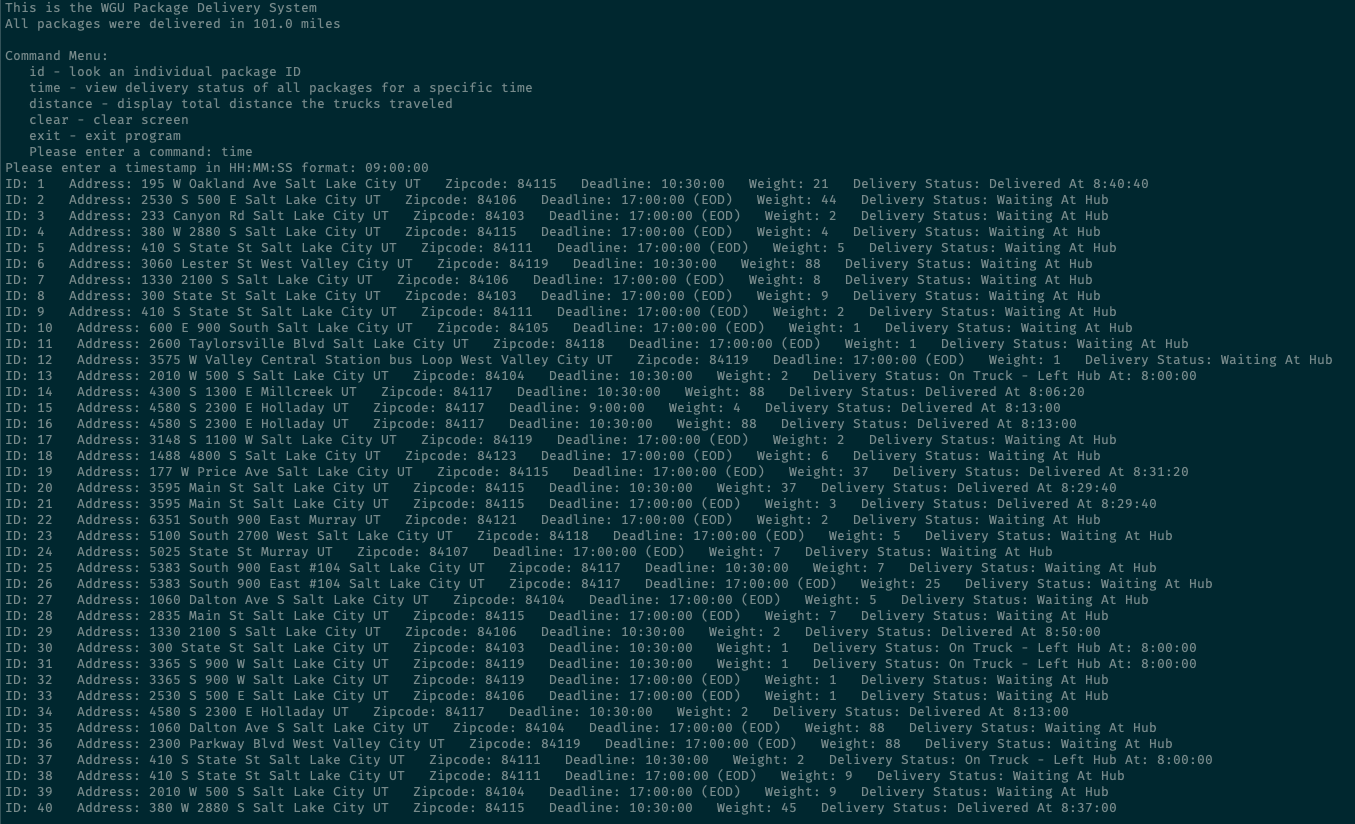 This is the WGU Package Delivery System
All packages were delivered in 101.0 miles

Command Menu:
   id - look an individual package ID
   time - view delivery status of all packages for a specific time
   distance - display total distance the trucks traveled
   clear - clear screen
   exit - exit program
   Please enter a command: time
Please enter a timestamp in HH:MM:SS format: 09:00:00
ID: 1   Address: 195 W Oakland Ave Salt Lake City UT   Zipcode: 84115   Deadline: 10:30:00   Weight: 21   Delivery Status: Delivered At 8:40:40
ID: 2   Address: 2530 S 500 E Salt Lake City UT   Zipcode: 84106   Deadline: 17:00:00 (EOD)   Weight: 44   Delivery Status: Waiting At Hub
ID: 3   Address: 233 Canyon Rd Salt Lake City UT   Zipcode: 84103   Deadline: 17:00:00 (EOD)   Weight: 2   Delivery Status: Waiting At Hub
ID: 4   Address: 380 W 2880 S Salt Lake City UT   Zipcode: 84115   Deadline: 17:00:00 (EOD)   Weight: 4   Delivery Status: Waiting At Hub
ID: 5   Address: 410 S State St Salt Lake City UT   Zipcode: 84111   Deadline: 17:00:00 (EOD)   Weight: 5   Delivery Status: Waiting At Hub
ID: 6   Address: 3060 Lester St West Valley City UT   Zipcode: 84119   Deadline: 10:30:00   Weight: 88   Delivery Status: Waiting At Hub
ID: 7   Address: 1330 2100 S Salt Lake City UT   Zipcode: 84106   Deadline: 17:00:00 (EOD)   Weight: 8   Delivery Status: Waiting At Hub
ID: 8   Address: 300 State St Salt Lake City UT   Zipcode: 84103   Deadline: 17:00:00 (EOD)   Weight: 9   Delivery Status: Waiting At Hub
ID: 9   Address: 410 S State St Salt Lake City UT   Zipcode: 84111   Deadline: 17:00:00 (EOD)   Weight: 2   Delivery Status: Waiting At Hub
ID: 10   Address: 600 E 900 South Salt Lake City UT   Zipcode: 84105   Deadline: 17:00:00 (EOD)   Weight: 1   Delivery Status: Waiting At Hub
ID: 11   Address: 2600 Taylorsville Blvd Salt Lake City UT   Zipcode: 84118   Deadline: 17:00:00 (EOD)   Weight: 1   Delivery Status: Waiting At Hub
ID: 12   Address: 3575 W Valley Central Station bus Loop West Valley City UT   Zipcode: 84119   Deadline: 17:00:00 (EOD)   Weight: 1   Delivery Status: Waiting At Hub
ID: 13   Address: 2010 W 500 S Salt Lake City UT   Zipcode: 84104   Deadline: 10:30:00   Weight: 2   Delivery Status: On Truck - Left Hub At: 8:00:00
ID: 14   Address: 4300 S 1300 E Millcreek UT   Zipcode: 84117   Deadline: 10:30:00   Weight: 88   Delivery Status: Delivered At 8:06:20
ID: 15   Address: 4580 S 2300 E Holladay UT   Zipcode: 84117   Deadline: 9:00:00   Weight: 4   Delivery Status: Delivered At 8:13:00
ID: 16   Address: 4580 S 2300 E Holladay UT   Zipcode: 84117   Deadline: 10:30:00   Weight: 88   Delivery Status: Delivered At 8:13:00
ID: 17   Address: 3148 S 1100 W Salt Lake City UT   Zipcode: 84119   Deadline: 17:00:00 (EOD)   Weight: 2   Delivery Status: Waiting At Hub
ID: 18   Address: 1488 4800 S Salt Lake City UT   Zipcode: 84123   Deadline: 17:00:00 (EOD)   Weight: 6   Delivery Status: Waiting At Hub
ID: 19   Address: 177 W Price Ave Salt Lake City UT   Zipcode: 84115   Deadline: 17:00:00 (EOD)   Weight: 37   Delivery Status: Delivered At 8:31:20
ID: 20   Address: 3595 Main St Salt Lake City UT   Zipcode: 84115   Deadline: 10:30:00   Weight: 37   Delivery Status: Delivered At 8:29:40
ID: 21   Address: 3595 Main St Salt Lake City UT   Zipcode: 84115   Deadline: 17:00:00 (EOD)   Weight: 3   Delivery Status: Delivered At 8:29:40
ID: 22   Address: 6351 South 900 East Murray UT   Zipcode: 84121   Deadline: 17:00:00 (EOD)   Weight: 2   Delivery Status: Waiting At Hub
ID: 23   Address: 5100 South 2700 West Salt Lake City UT   Zipcode: 84118   Deadline: 17:00:00 (EOD)   Weight: 5   Delivery Status: Waiting At Hub
ID: 24   Address: 5025 State St Murray UT   Zipcode: 84107   Deadline: 17:00:00 (EOD)   Weight: 7   Delivery Status: Waiting At Hub
ID: 25   Address: 5383 South 900 East #104 Salt Lake City UT   Zipcode: 84117   Deadline: 10:30:00   Weight: 7   Delivery Status: Waiting At Hub
ID: 26   Address: 5383 South 900 East #104 Salt Lake City UT   Zipcode: 84117   Deadline: 17:00:00 (EOD)   Weight: 25   Delivery Status: Waiting At Hub
ID: 27   Address: 1060 Dalton Ave S Salt Lake City UT   Zipcode: 84104   Deadline: 17:00:00 (EOD)   Weight: 5   Delivery Status: Waiting At Hub
ID: 28   Address: 2835 Main St Salt Lake City UT   Zipcode: 84115   Deadline: 17:00:00 (EOD)   Weight: 7   Delivery Status: Waiting At Hub
ID: 29   Address: 1330 2100 S Salt Lake City UT   Zipcode: 84106   Deadline: 10:30:00   Weight: 2   Delivery Status: Delivered At 8:50:00
ID: 30   Address: 300 State St Salt Lake City UT   Zipcode: 84103   Deadline: 10:30:00   Weight: 1   Delivery Status: On Truck - Left Hub At: 8:00:00
ID: 31   Address: 3365 S 900 W Salt Lake City UT   Zipcode: 84119   Deadline: 10:30:00   Weight: 1   Delivery Status: On Truck - Left Hub At: 8:00:00
ID: 32   Address: 3365 S 900 W Salt Lake City UT   Zipcode: 84119   Deadline: 17:00:00 (EOD)   Weight: 1   Delivery Status: Waiting At Hub
ID: 33   Address: 2530 S 500 E Salt Lake City UT   Zipcode: 84106   Deadline: 17:00:00 (EOD)   Weight: 1   Delivery Status: Waiting At Hub
ID: 34   Address: 4580 S 2300 E Holladay UT   Zipcode: 84117   Deadline: 10:30:00   Weight: 2   Delivery Status: Delivered At 8:13:00
ID: 35   Address: 1060 Dalton Ave S Salt Lake City UT   Zipcode: 84104   Deadline: 17:00:00 (EOD)   Weight: 88   Delivery Status: Waiting At Hub
ID: 36   Address: 2300 Parkway Blvd West Valley City UT   Zipcode: 84119   Deadline: 17:00:00 (EOD)   Weight: 88   Delivery Status: Waiting At Hub
ID: 37   Address: 410 S State St Salt Lake City UT   Zipcode: 84111   Deadline: 10:30:00   Weight: 2   Delivery Status: On Truck - Left Hub At: 8:00:00
ID: 38   Address: 410 S State St Salt Lake City UT   Zipcode: 84111   Deadline: 17:00:00 (EOD)   Weight: 9   Delivery Status: Waiting At Hub
ID: 39   Address: 2010 W 500 S Salt Lake City UT   Zipcode: 84104   Deadline: 17:00:00 (EOD)   Weight: 9   Delivery Status: Waiting At Hub
ID: 40   Address: 380 W 2880 S Salt Lake City UT   Zipcode: 84115   Deadline: 10:30:00   Weight: 45   Delivery Status: Delivered At 8:37:00